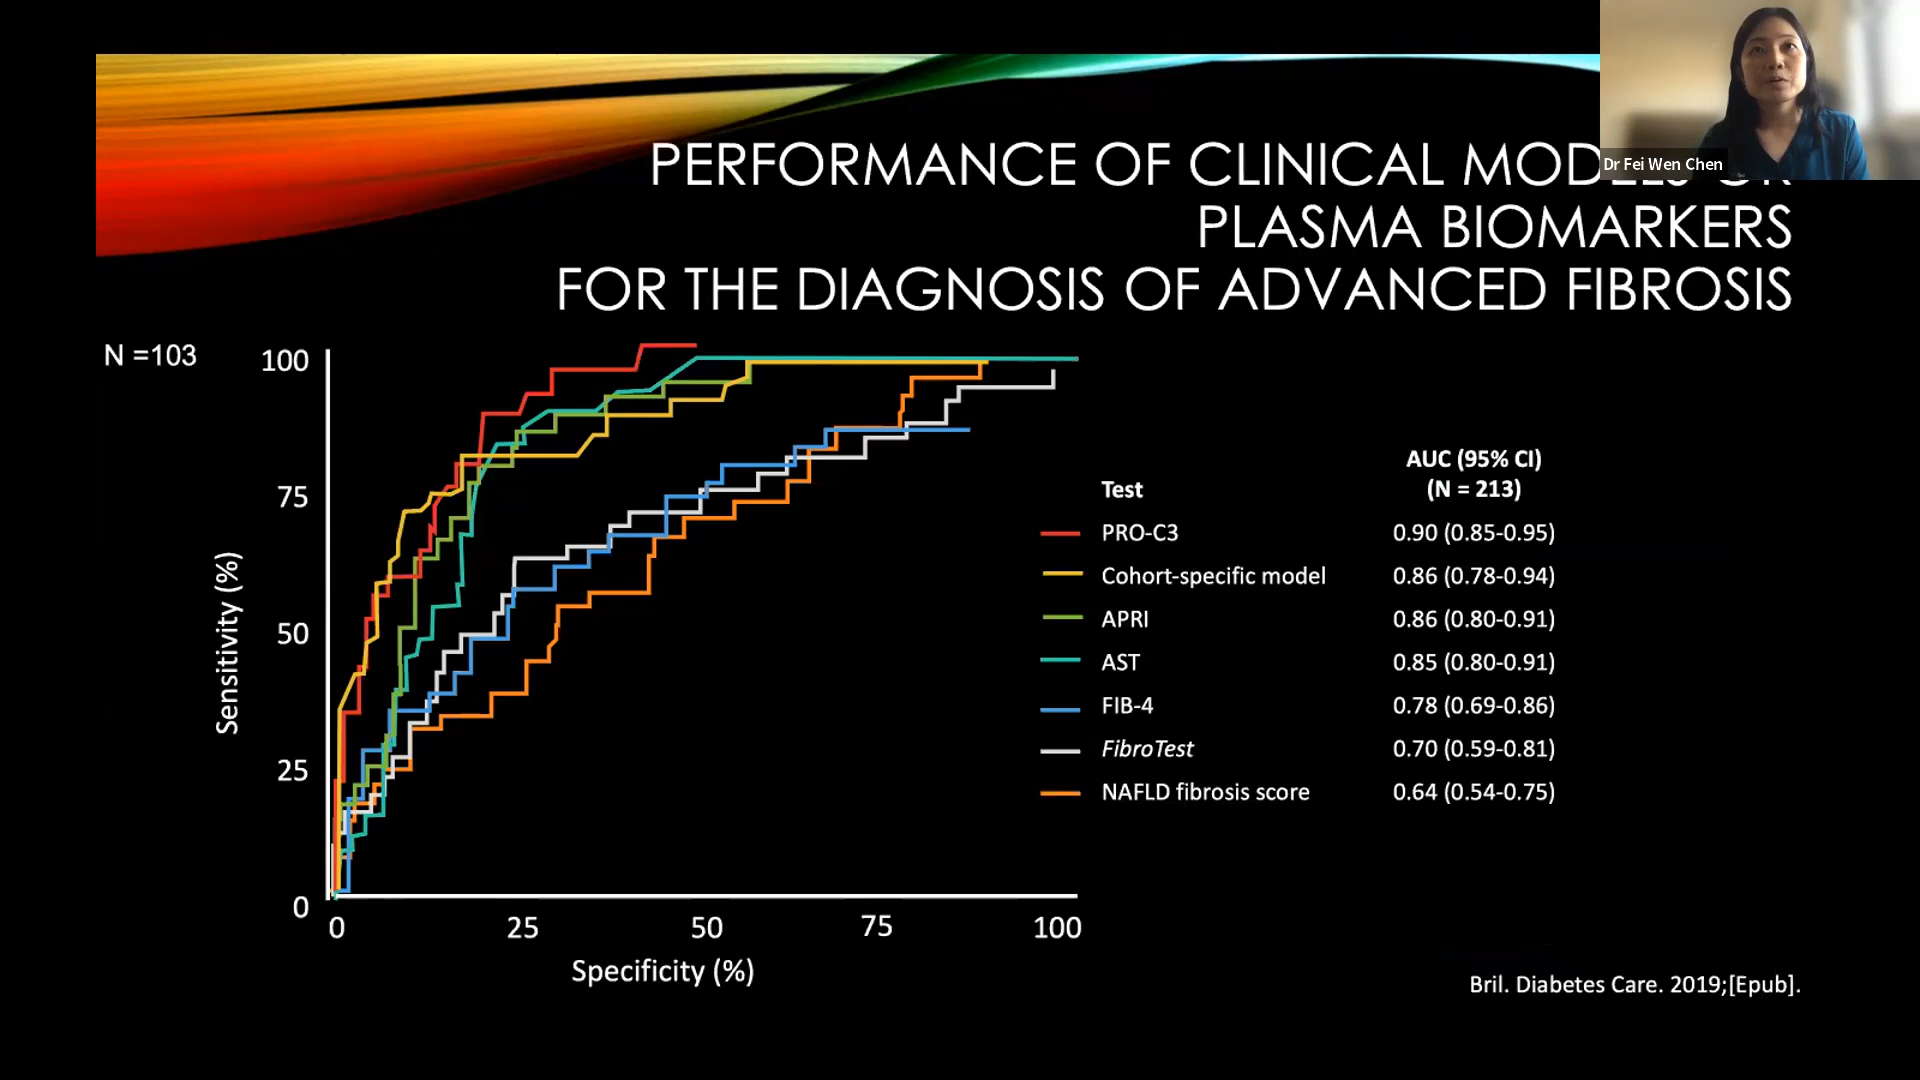 Dr Fei Wen Chen
PERFORMANCE OF CLINICAL MODELS OR
PLASMA BIOMARKERS
FOR THE DIAGNOSIS OF ADVANCED FIBROSIS
N =103
100
75
50
25
0
Sensitivity (%)
0 25 50 75 100
Specificity (%)
Test AUC (95% CI)
(N = 213)
PRO-C3 0.90 (0.85-0.95)
Cohort-specific model 0.86 (0.78-0.94)
APRI 0.86 (0.80-0.91)
AST 0.85 (0.80-0.91)
FIB-4 0.78 (0.69-0.86)
FibroTest 0.70 (0.59-0.81)
NAFLD fibrosis score 0.64 (0.54-0.75)
Bril. Diabetes Care. 2019;[Epub].